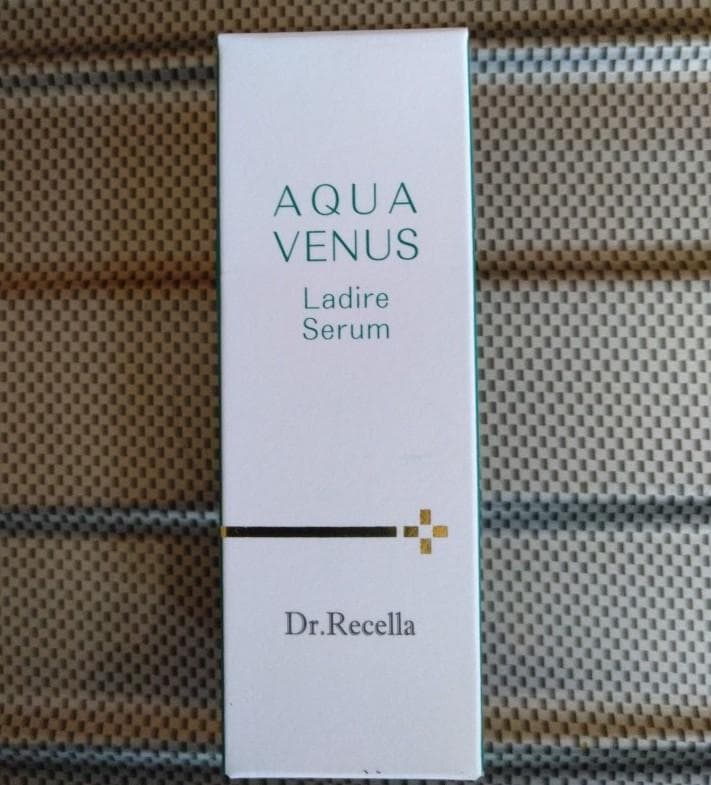 AQUA
VENUS
Ladire
Serum
Dr.Recella